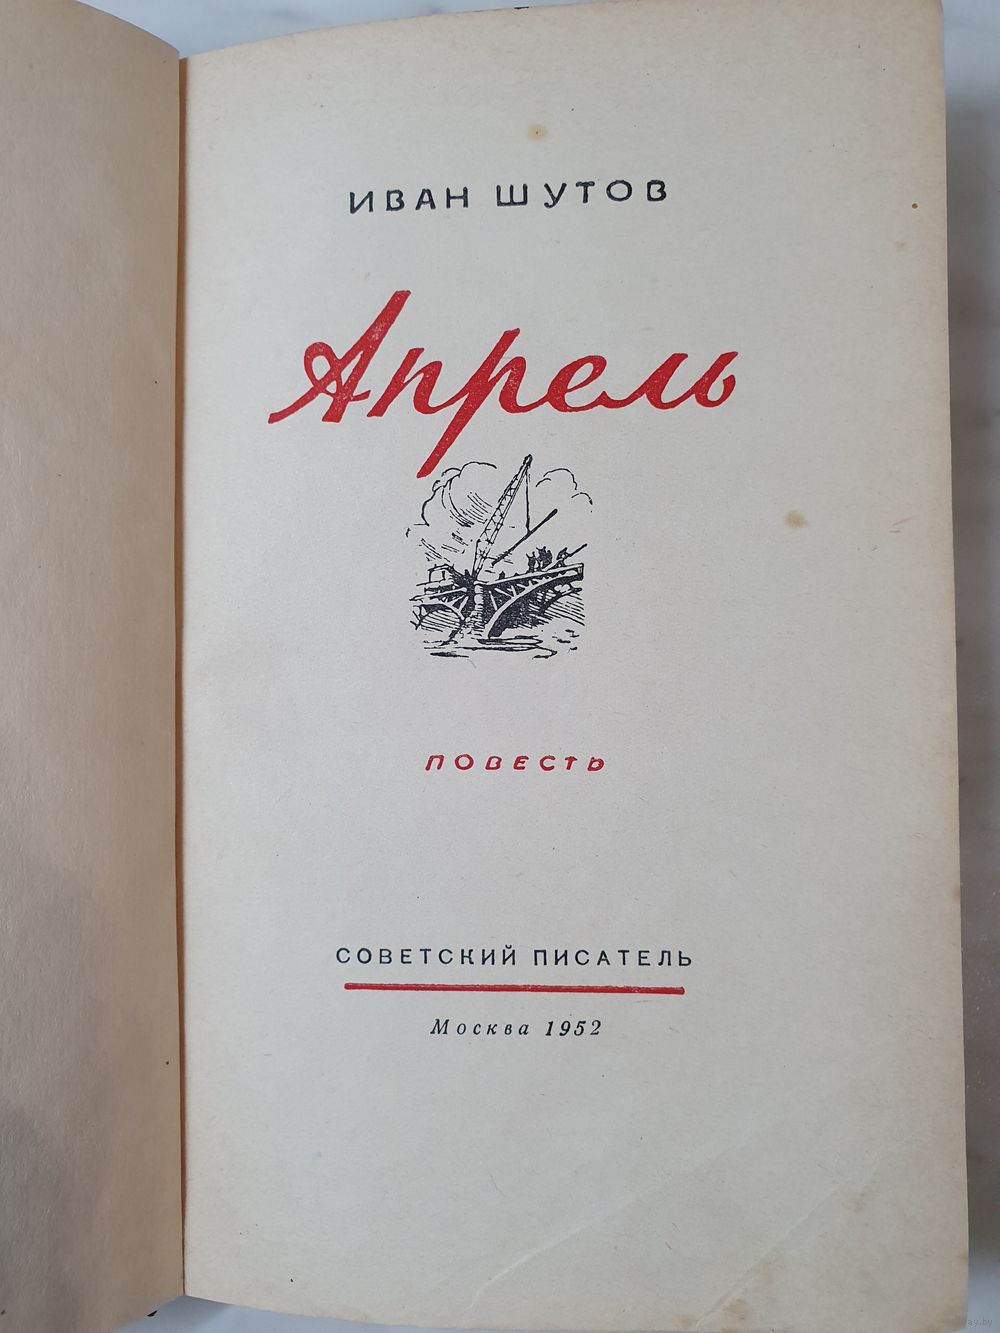 ИВАН ШУТОВ
Апрель
ПОВЕСТЬ
СОВЕТСКИЙ ПИСАТЕЛЬ
Москва 1952